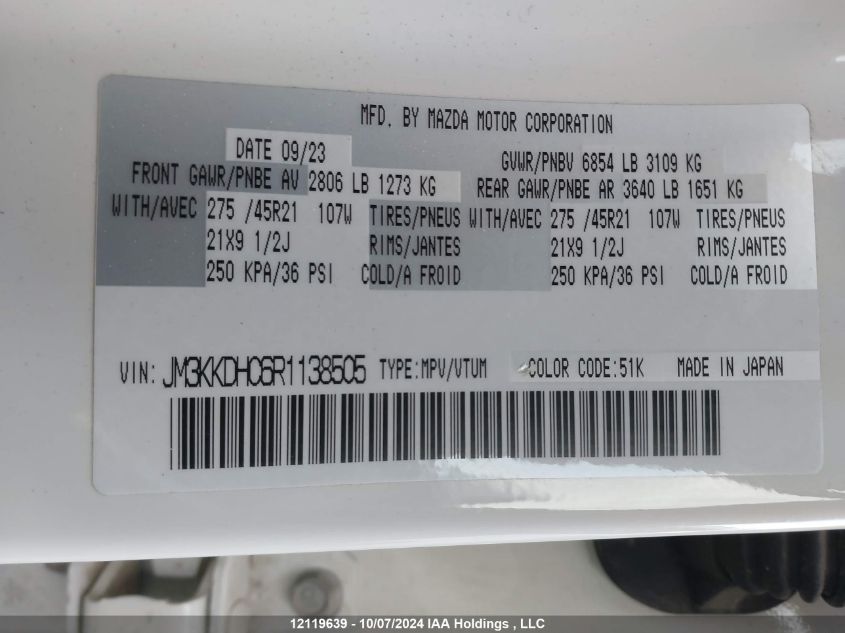 MFD. BY MAZDA MOTOR CORPORATION
DATE 09/23 GVWR/PNBV 6854 LB 3109 KG
FRONT GAWR/PNBE AV 2806 LB 1273 KG REAR GAWR/PNBE AR 3640 LB 1651 KG
WITH/AVEC 275 /45R21 107W TIRES/PNEUS WITH/AVEC 275 /45R21 107W TIRES/PNEUS
21X9 1/2J RIMS/JANTES 21X9 1/2J RIMS/JANTES
250 KPA/36 PSI COLD/A FROID 250 KPA/36 PSI COLD/A FROID
VIN: JM3KKDHC6R1138505 TYPE:MPV/VTUM COLOR CODE:51K MADE IN JAPAN
12119639 - 10/07/2024 IAA Holdings , LLC